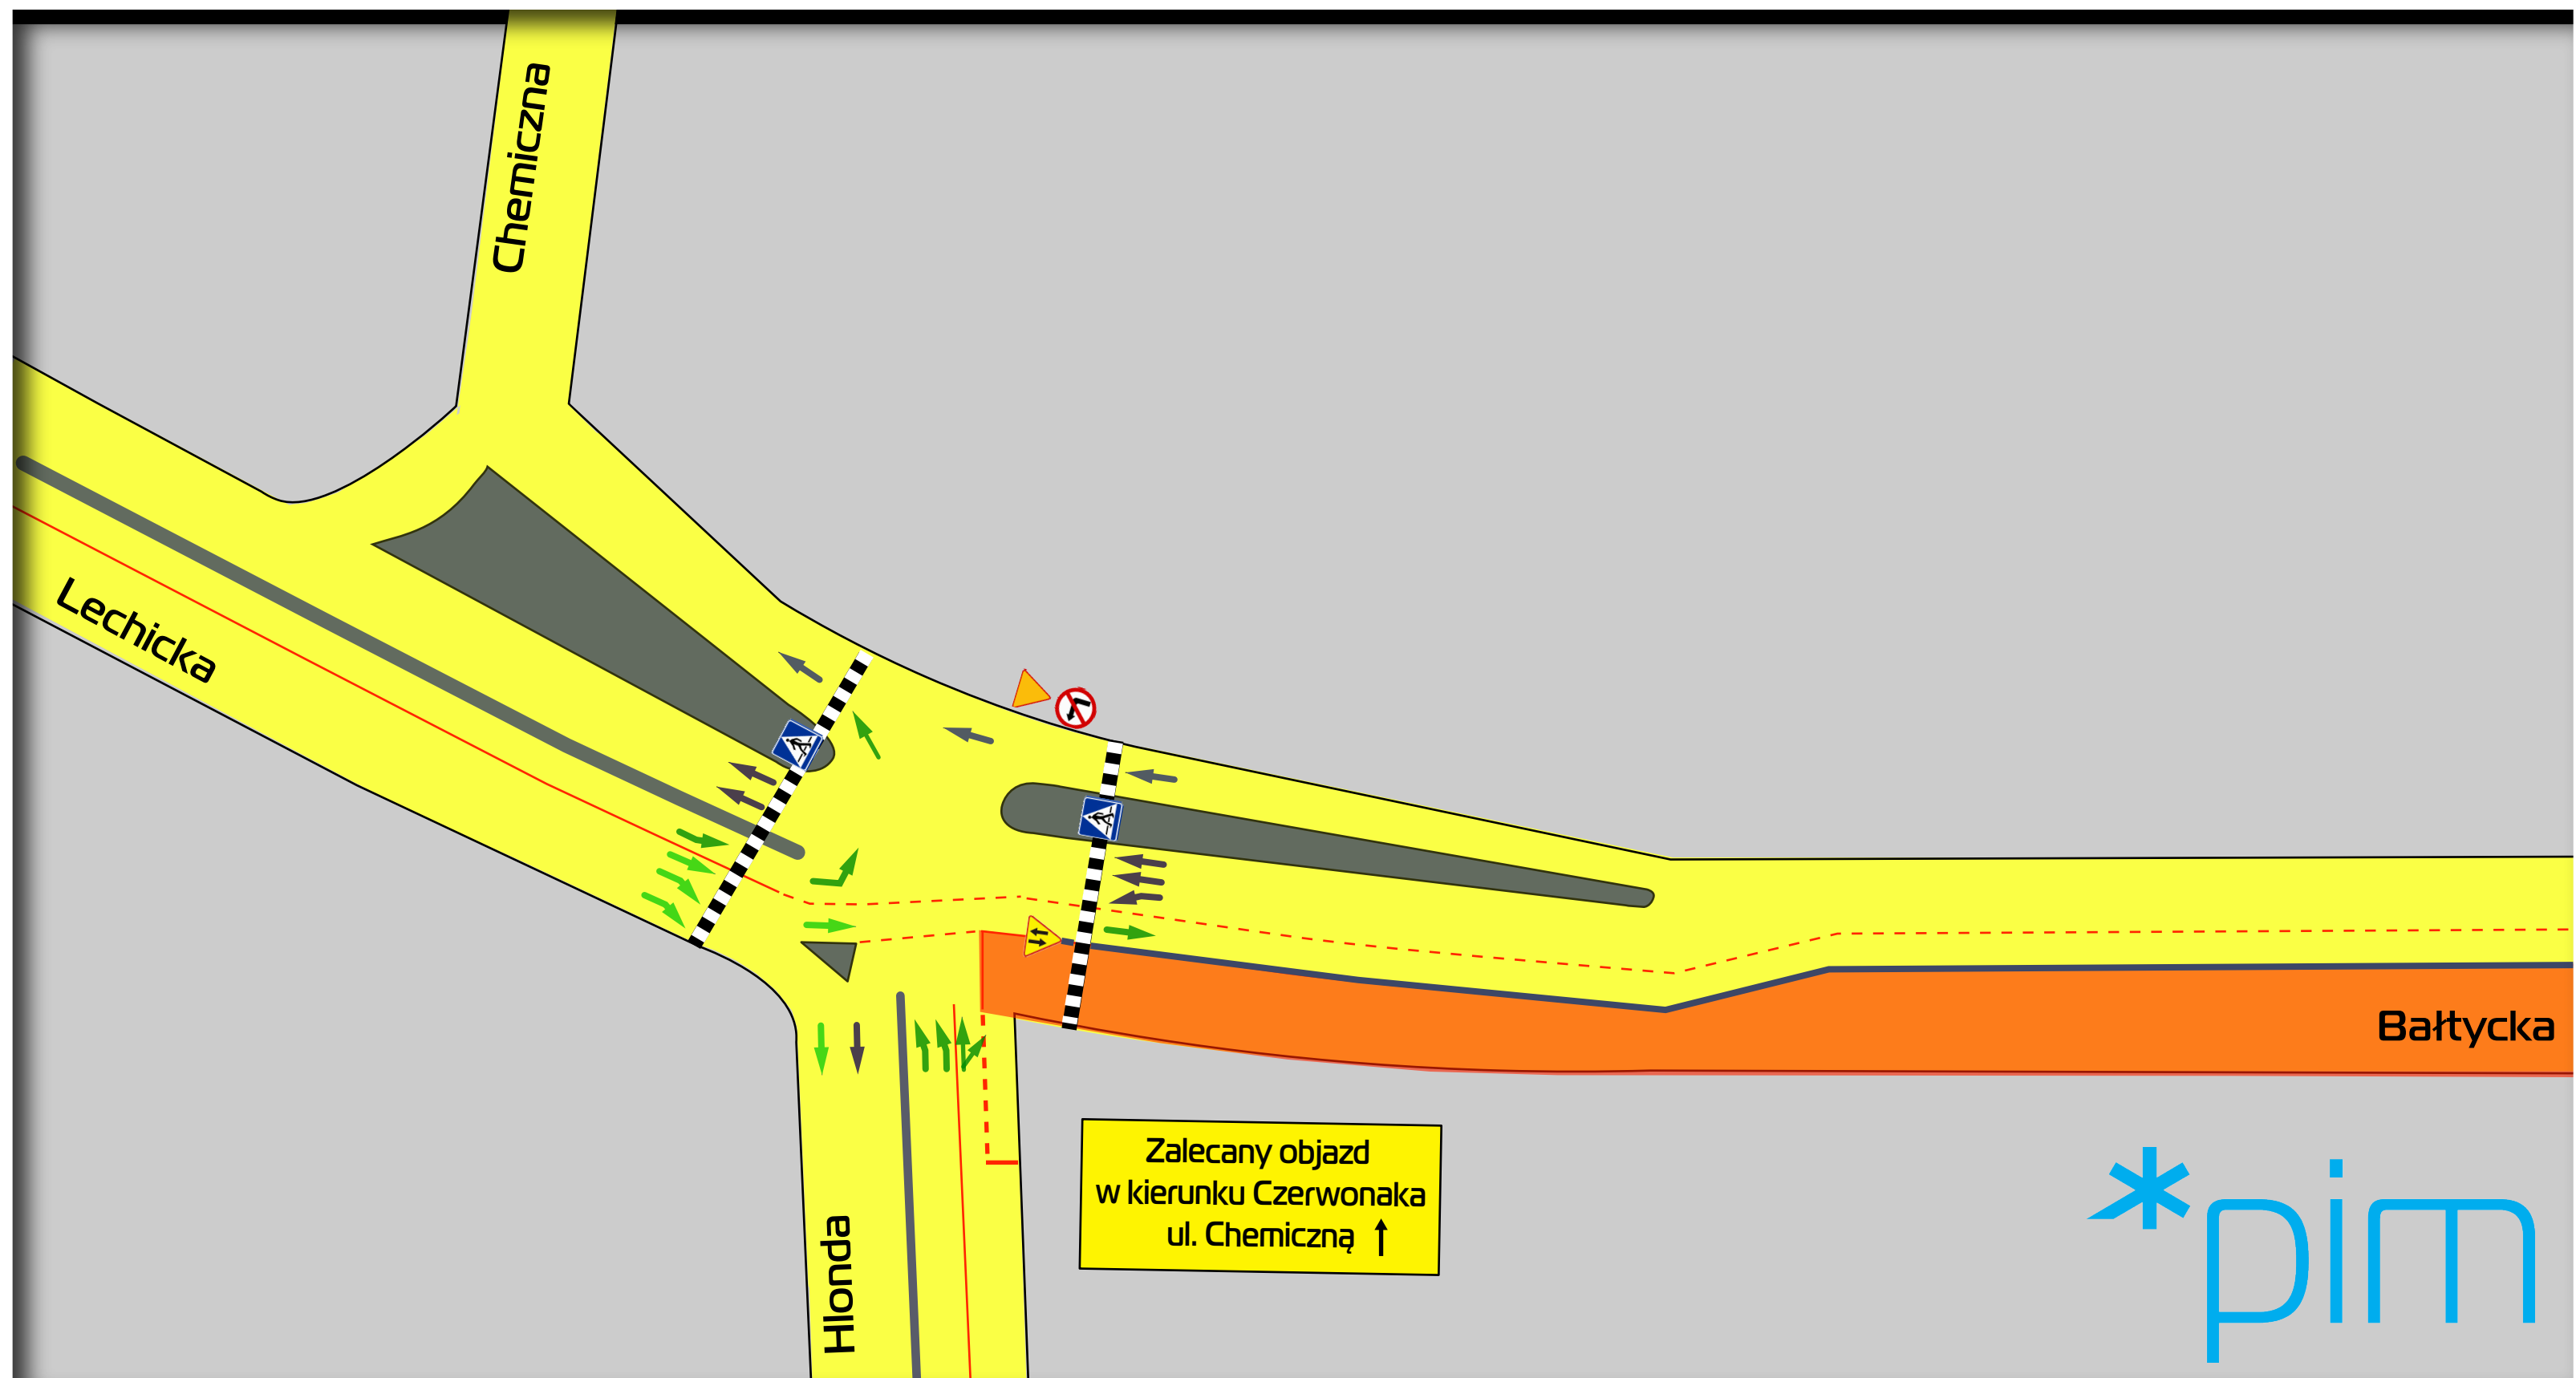 Chemiczna
Lechicka
Bałtycka
Zalecany objazd
w kierunku Czerwonaka
ul. Chemiczną ↑
Hlonda
*pim